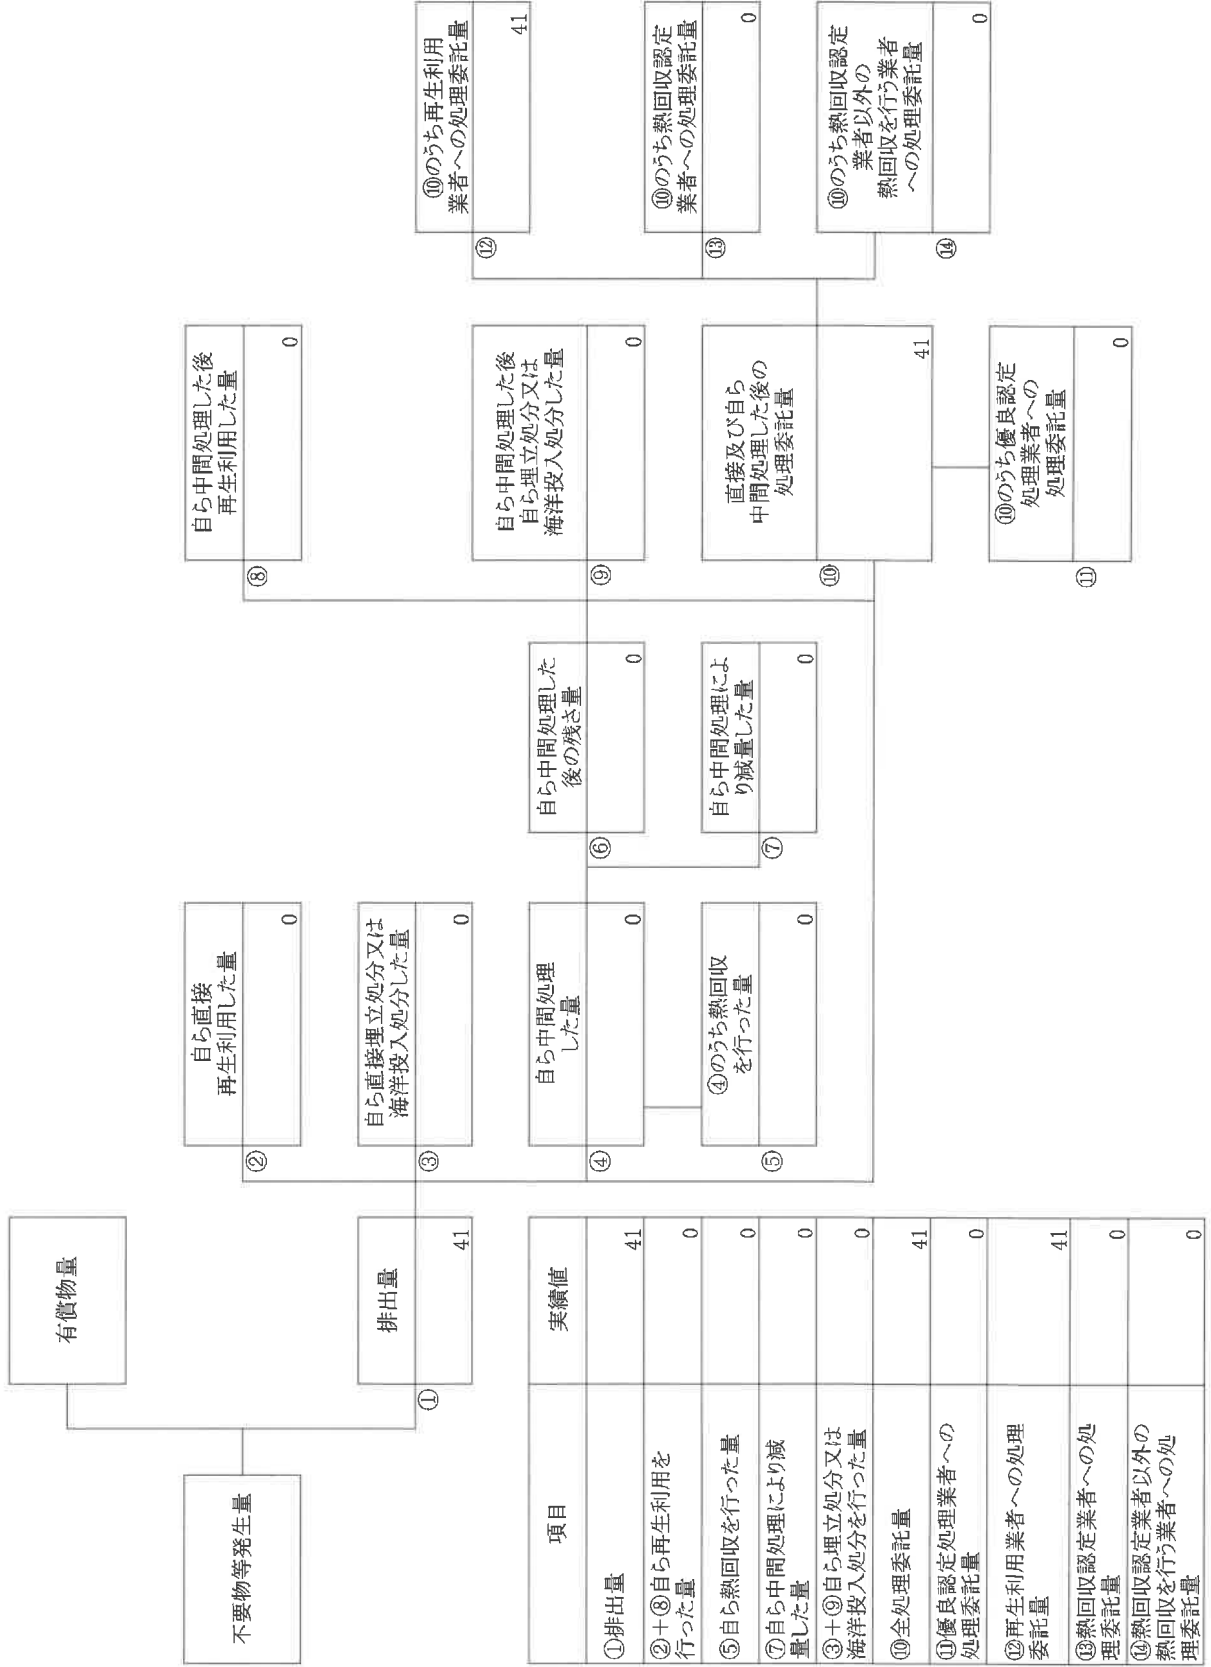 有償物量
不要物等発生量
排出量
①
41
自ら直接
再生利用した量
②
0
自ら直接埋立処分又は
海洋投入処分した量
③
0
自ら中間処理
した量
④
0
④のうち熱回収
を行った量
⑤
0
自ら中間処理した
後の残さ量
⑥
0
自ら中間処理によ
り減量した量
⑦
0
自ら中間処理した後
再生利用した量
⑧
0
自ら中間処理した後
自ら埋立処分又は
海洋投入処分した量
⑨
0
直接及び自ら
中間処理した後の
処理委託量
⑩
41
⑩のうち優良認定
処理業者への
処理委託量
⑪
0
⑩のうち再生利用
業者への処理委託量
⑫
41
⑩のうち熱回収認定
業者への処理委託量
⑬
0
⑩のうち熱回収認定
業者以外の
熱回収を行う業者
への処理委託量
⑭
0
項目 実績値
①排出量 41
②+⑧自ら再生利用を
行った量 0
⑤自ら熱回収を行った量 0
⑦自ら中間処理により減
量した量 0
③+⑨自ら埋立処分又は
海洋投入処分を行った量 0
⑩全処理委託量 41
⑪優良認定処理業者への
処理委託量 0
⑫再生利用業者への処理
委託量 41
⑬熱回収認定業者への処
理委託量 0
⑭熱回収認定業者以外の
熱回収を行う業者への処
理委託量 0